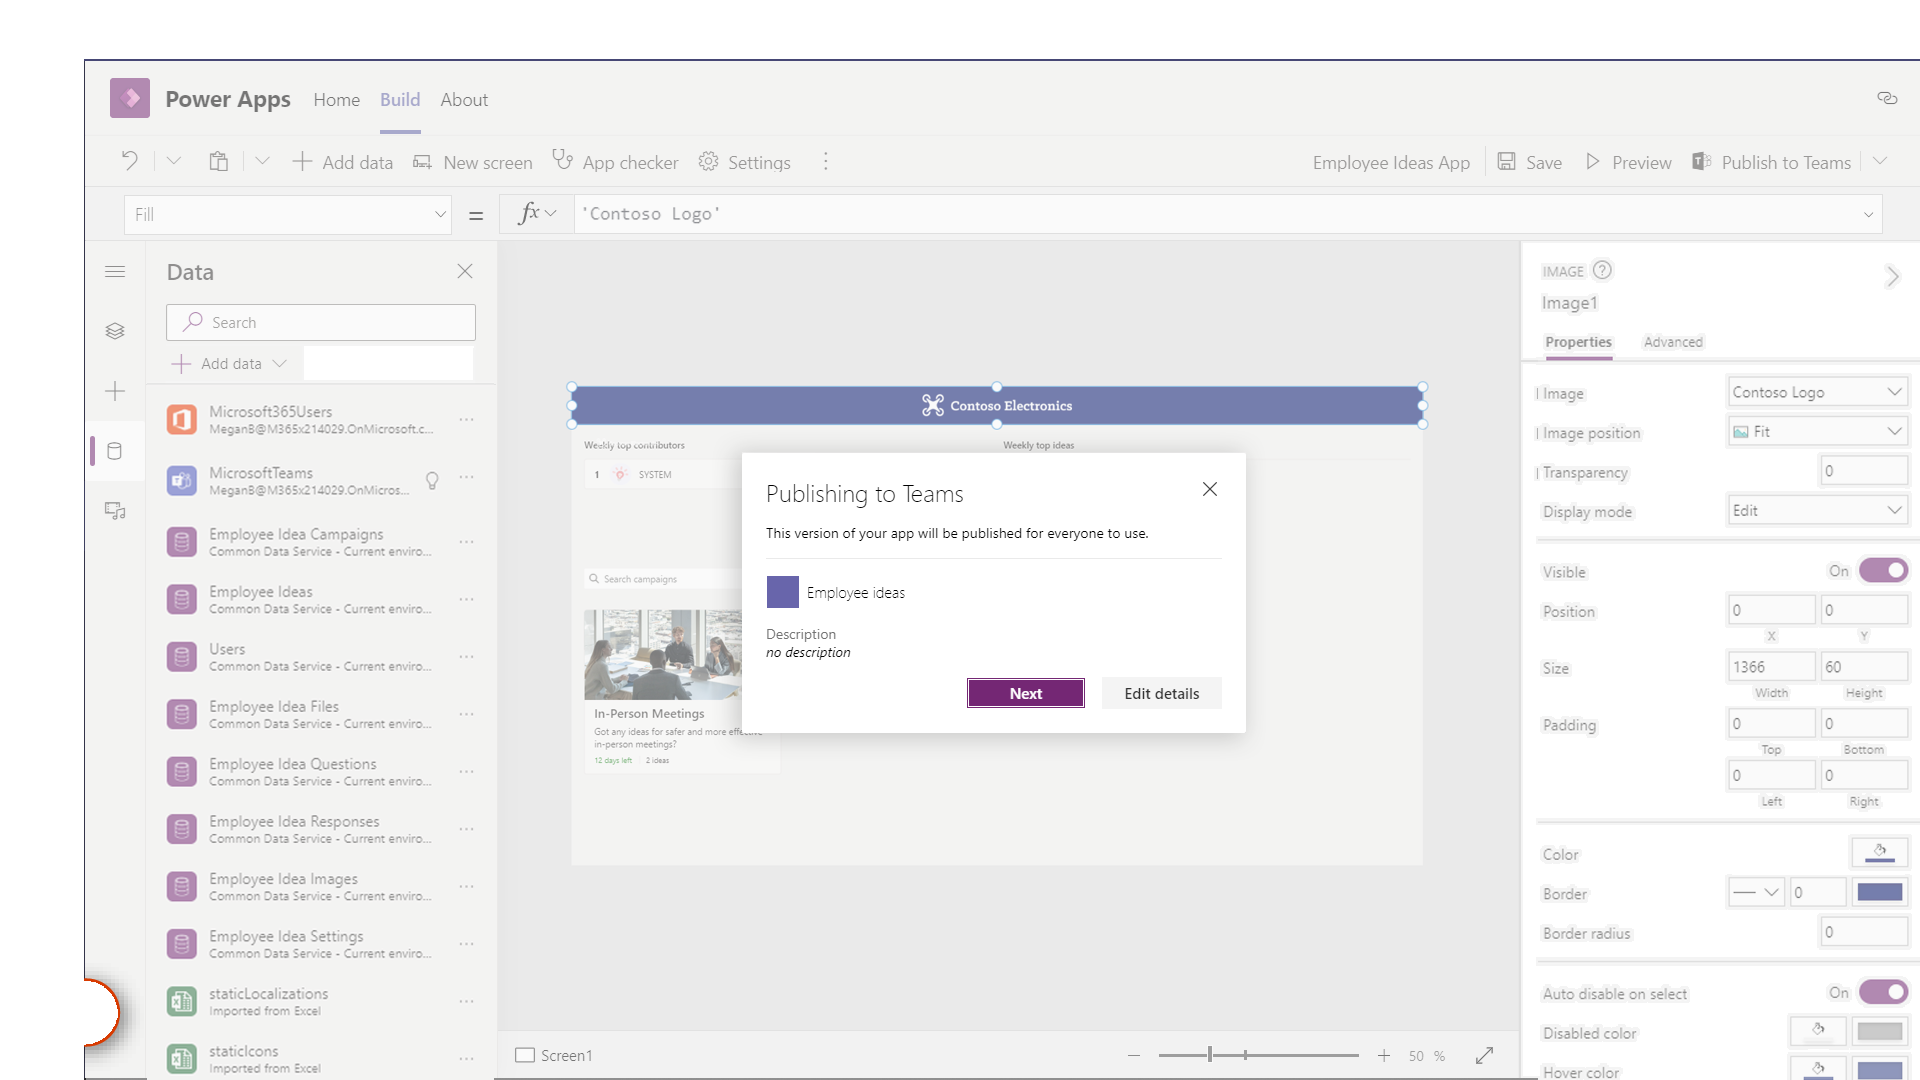 Power Apps
Home
Build
About
Add data
New screen
App checker
Settings
Employee Ideas App
Save
Preview
Publish to Teams
Fill
=
fx
'Contoso Logo'
Data
Search
Add data
Microsoft365Users
MeganB@M365x214029.OnMicrosoft.c...
MicrosoftTeams
MeganB@M365x214029.OnMicros...
Employee Idea Campaigns
Common Data Service - Current enviro...
Employee Ideas
Common Data Service - Current enviro...
Users
Common Data Service - Current enviro...
Employee Idea Files
Common Data Service - Current enviro...
Employee Idea Questions
Common Data Service - Current enviro...
Employee Idea Responses
Common Data Service - Current enviro...
Employee Idea Images
Common Data Service - Current enviro...
Employee Idea Settings
Common Data Service - Current enviro...
staticLocalizations
Imported from Excel
staticIcons
Imported from Excel
Contoso Electronics
Weekly top contributors
Weekly top ideas
1 SYSTEM
Search campaigns
In-Person Meetings
Got any ideas for safer and more effective
in-person meetings?
12 days left 2 ideas
Publishing to Teams
This version of your app will be published for everyone to use.
Employee ideas
Description
no description
Next
Edit details
Screen1
50 %
IMAGE
Image1
Properties
Advanced
Image
Contoso Logo
Image position
Fit
Transparency
0
Display mode
Edit
Visible
On
Position
0 0
X Y
Size
1366 60
Width Height
Padding
0 0
Top Bottom
0 0
Left Right
Color
Border
0
Border radius
0
Auto disable on select
On
Disabled color
Hover color